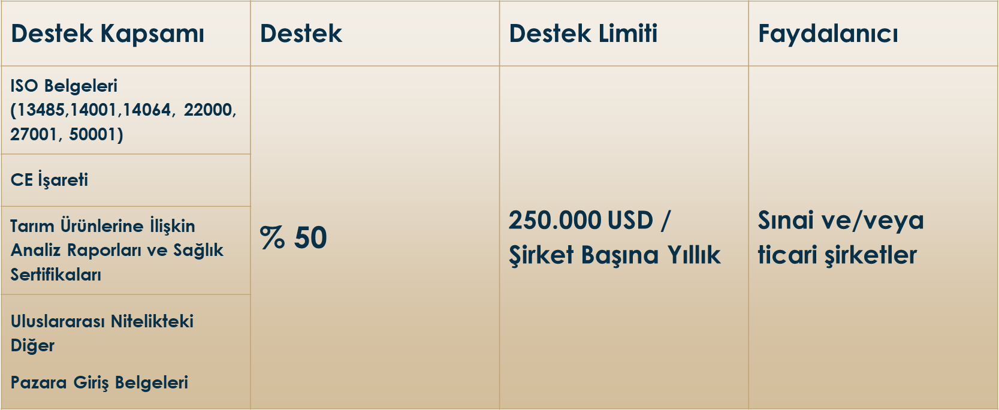 Destek Kapsamı
Destek
Destek Limiti
Faydalanıcı
ISO Belgeleri
(13485,14001,14064, 22000,
27001, 50001)
CE İşareti
Tarım Ürünlerine İlişkin
Analiz Raporları ve Sağlık
Sertifikaları
Uluslararası Nitelikteki
Diğer
Pazara Giriş Belgeleri
% 50
250.000 USD /
Şirket Başına Yıllık
Sınai ve/veya
ticari şirketler